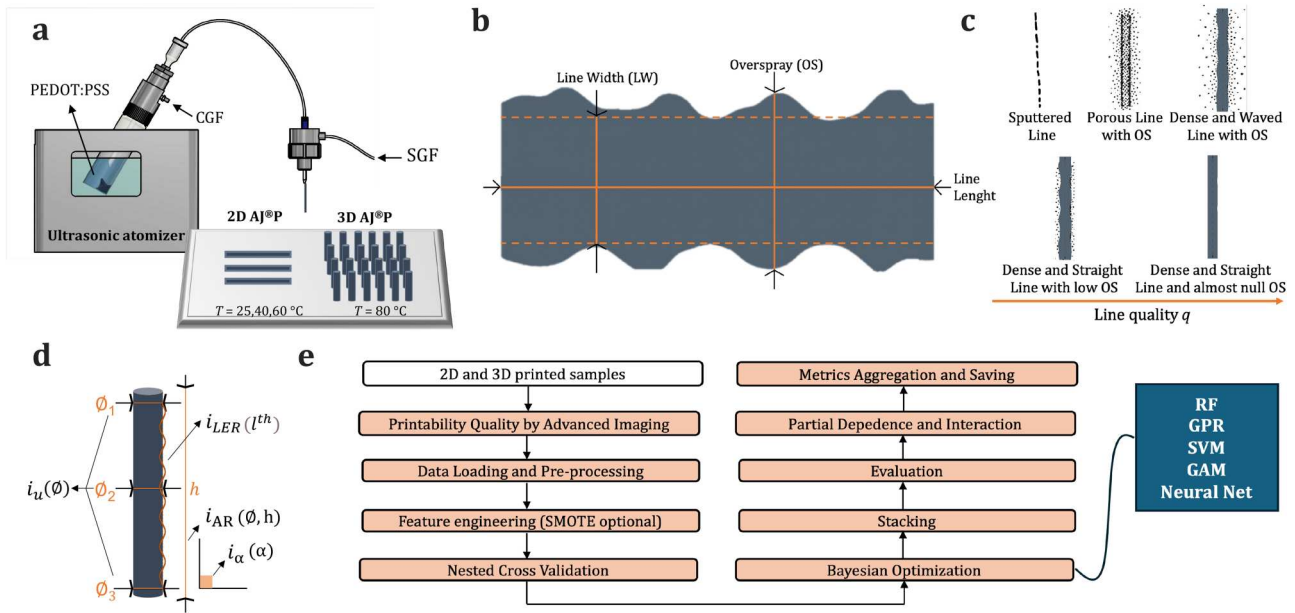 a
PEDOT:PSS
CGF
SGF
Ultrasonic atomizer
2D AJ®P
3D AJ®P
T = 25,40,60 °C
T = 80 °C
b
Line Width (LW)
Overspray (OS)
Line
Lenght
c
Sputtered
Line
Porous Line
with OS
Dense and Waved
Line with OS
Dense and Straight
Line with low OS
Dense and Straight
Line and almost null OS
Line quality q
d
Ø1
Ø2
Ø3
iu(Ø)
h
iLER(lth)
iAR(Ø,h)
iα(α)
e
2D and 3D printed samples
Printability Quality by Advanced Imaging
Data Loading and Pre-processing
Feature engineering (SMOTE optional)
Nested Cross Validation
Metrics Aggregation and Saving
Partial Depedence and Interaction
Evaluation
Stacking
Bayesian Optimization
RF
GPR
SVM
GAM
Neural Net